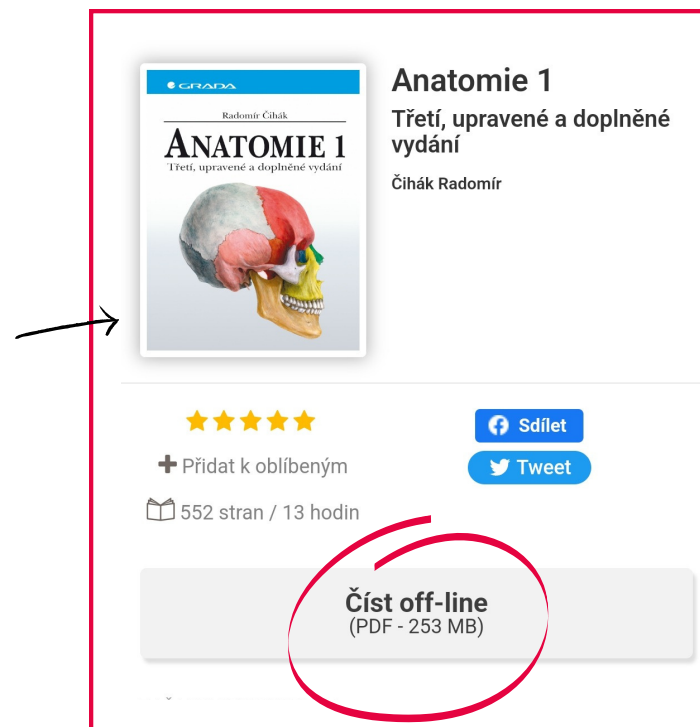 GRADA
Radomír Čihák
ANATOMIE 1
Třetí, upravené a doplněné vydání
Anatomie 1
Třetí, upravené a doplněné
vydání
Čihák Radomír
Sdílet
Přidat k oblíbeným
Tweet
552 stran / 13 hodin
Číst off-line
(PDF - 253 MB)